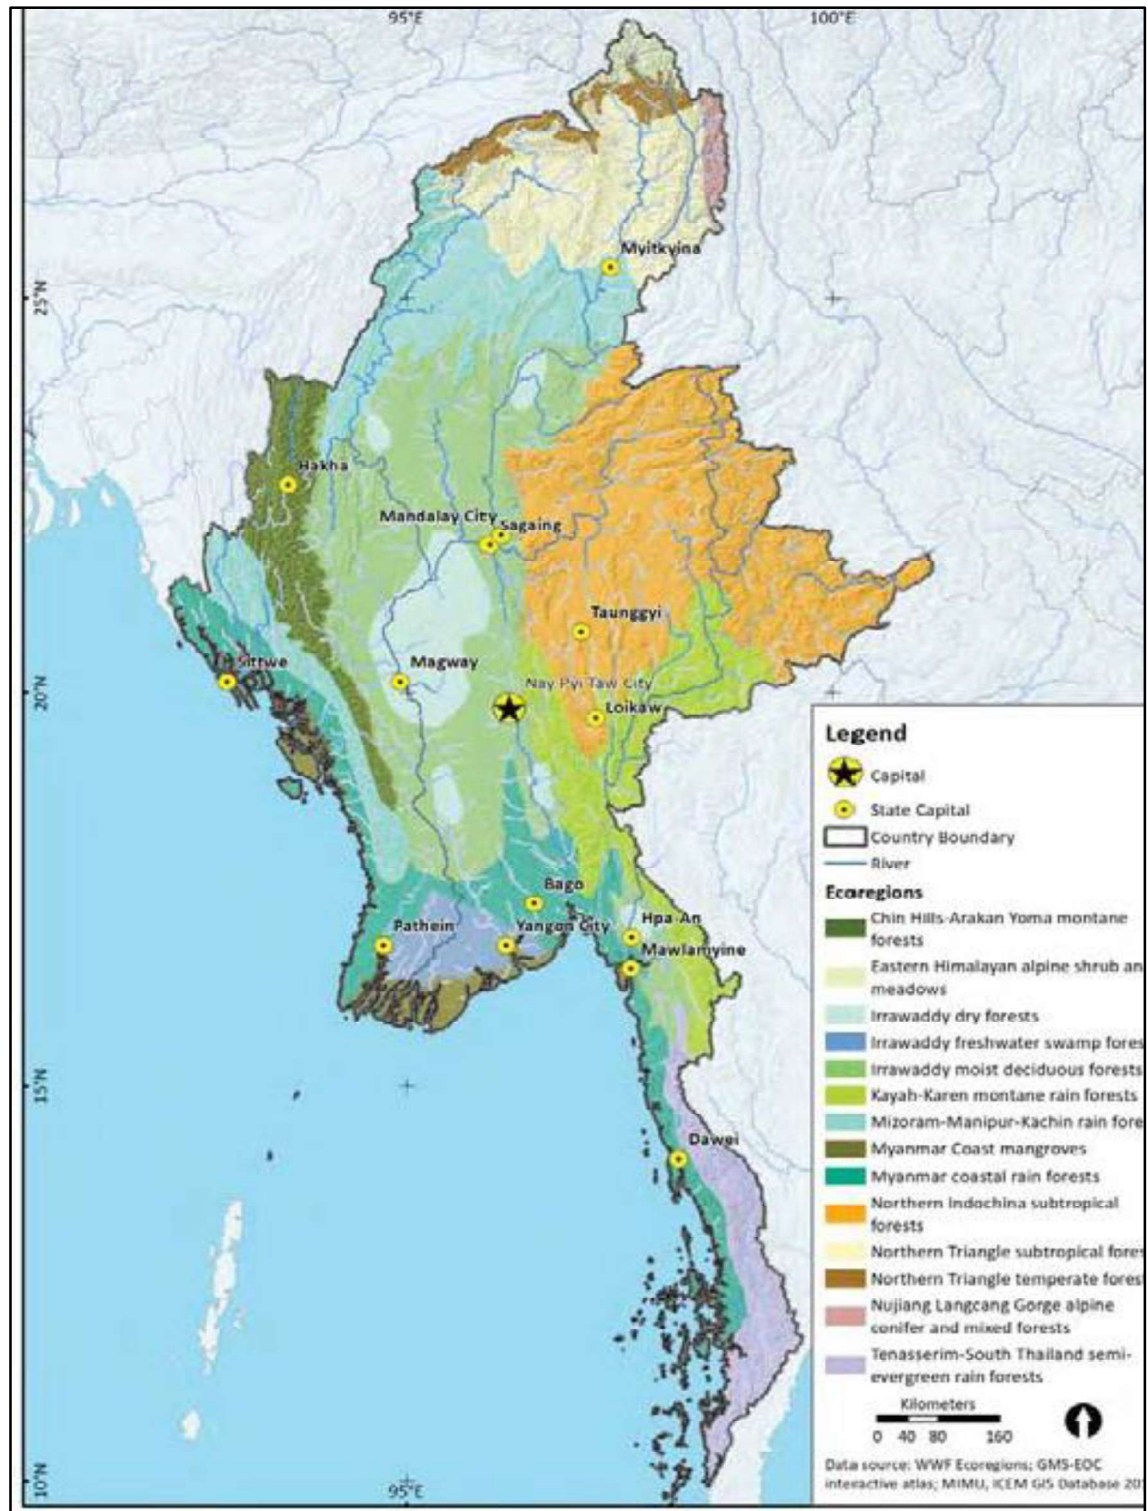 95°E
100°E
Myitkyina
25°N
Hakha
Mandalay City
Sagaing
Taunggyi
Sittwe
Magway
Nay Pyi Taw City
20°N
Loikaw
Bago
Pathein
Yangon City
Hpa-An
Mawlamyine
15°N
Dawei
10°N
95°E
Legend
Capital
State Capital
Country Boundary
River
Ecoregions
Chin Hills-Arakan Yoma montane
forests
Eastern Himalayan alpine shrub an
meadows
Irrawaddy dry forests
Irrawaddy freshwater swamp fores
Irrawaddy moist deciduous forests
Kayah-Karen montane rain forests
Mizoram-Manipur-Kachin rain fore
Myanmar Coast mangroves
Myanmar coastal rain forests
Northern Indochina subtropical
forests
Northern Triangle subtropical fores
Northern Triangle temperate fores
Nujiang Langcang Gorge alpine
conifer and mixed forests
Tenasserim-South Thailand semi-
evergreen rain forests
Kilometers
0 40 80 160
Data source: WWF Ecoregions; GMS-EOC
interactive atlas; MIMU, ICEM GIS Database 20